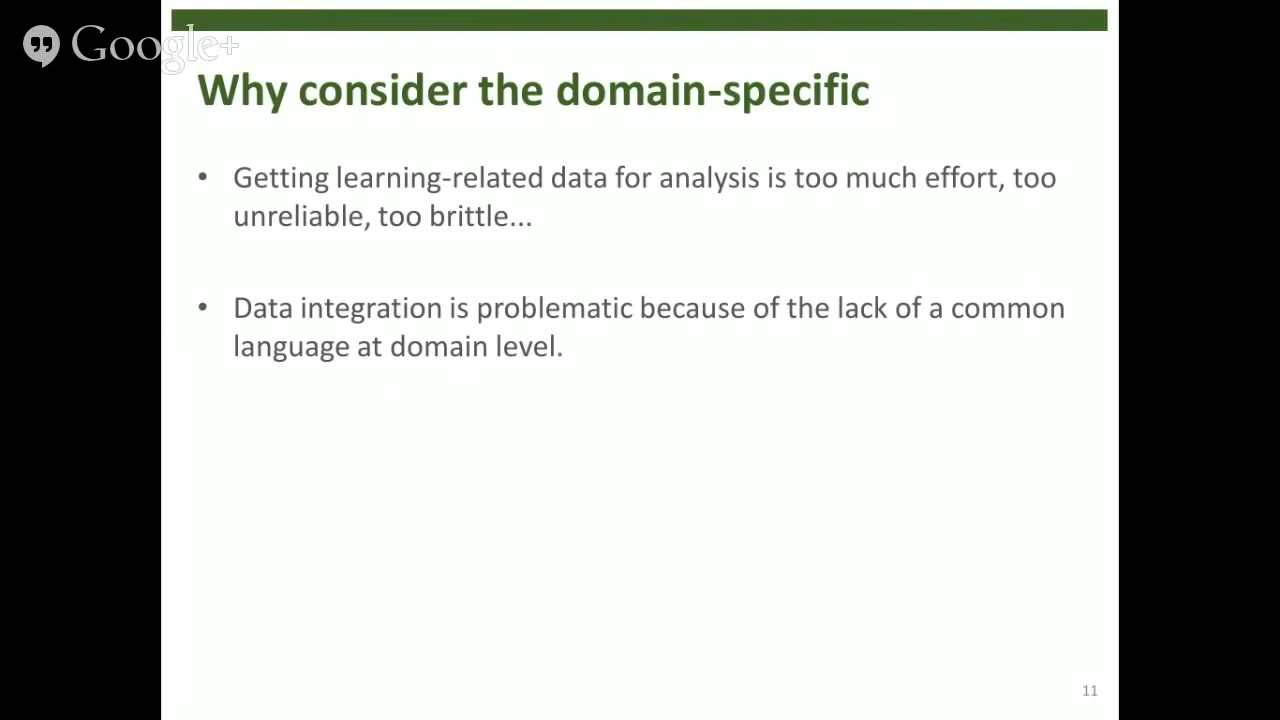 Google+
Why consider the domain-specific
• Getting learning-related data for analysis is too much effort, too
unreliable, too brittle...
• Data integration is problematic because of the lack of a common
language at domain level.
11